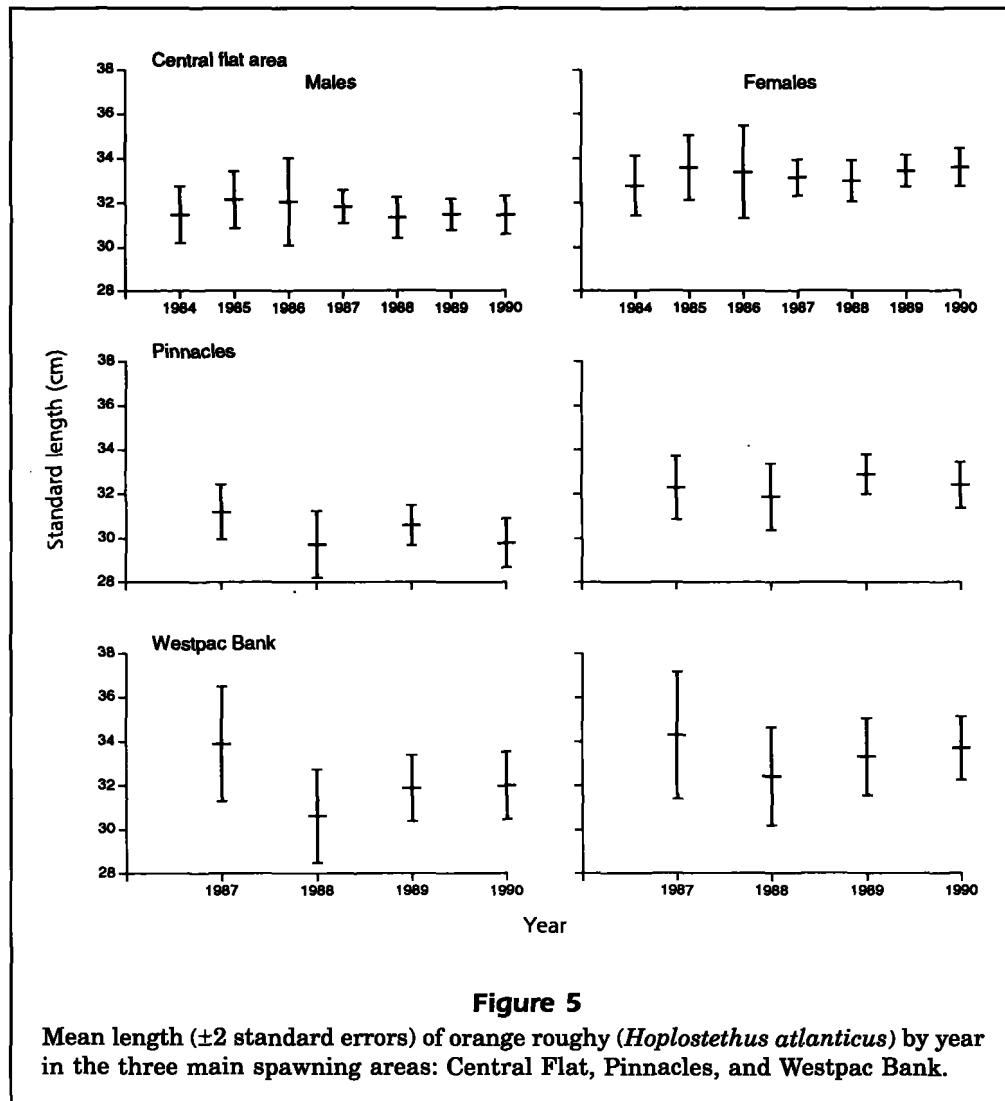 Central flat area
Males
Females
38
36
34
32
30
28
1984 1985 1986 1987 1988 1989 1990
1984 1985 1986 1987 1988 1989 1990
Pinnacles
38
36
34
32
30
28
Standard length (cm)
Westpac Bank
38
36
34
32
30
28
1987 1988 1989 1990
1987 1988 1989 1990
Year
Figure 5
Mean length (±2 standard errors) of orange roughy (Hoplostethus atlanticus) by year
in the three main spawning areas: Central Flat, Pinnacles, and Westpac Bank.